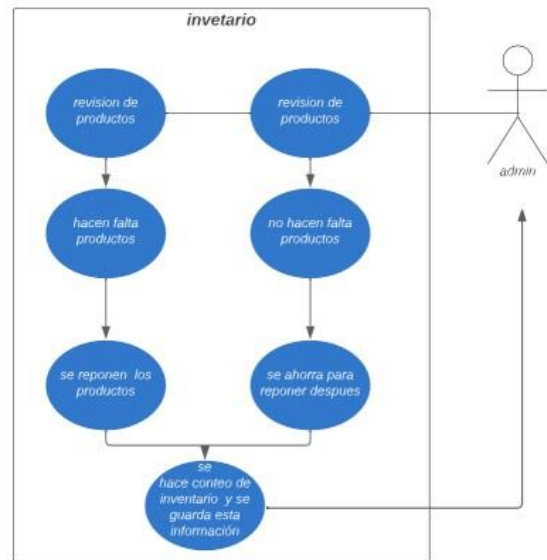 invetario
revision de
productos
revision de
productos
admin
hacen falta
productos
no hacen falta
productos
se reponen los
productos
se ahorra para
reponer despues
se
hace conteo de
inventario y se
guarda esta
información